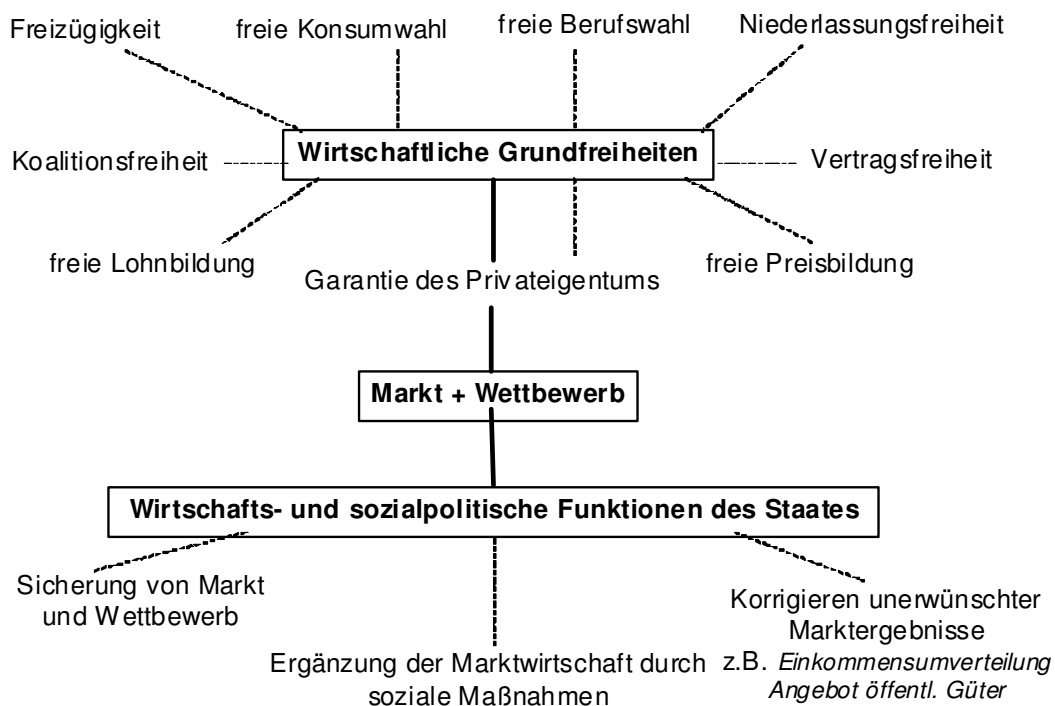 Freizügigkeit
freie Konsumwahl
freie Berufswahl
Niederlassungsfreiheit
Wirtschaftliche Grundfreiheiten
Koalitionsfreiheit
Vertragsfreiheit
freie Lohnbildung
Garantie des Privateigentums
freie Preisbildung
Markt + Wettbewerb
Wirtschafts- und sozialpolitische Funktionen des Staates
Sicherung von Markt
und Wettbewerb
Ergänzung der Marktwirtschaft durch
soziale Maßnahmen
Korrigieren unerwünschter
Marktergebnisse
z.B. Einkommensumverteilung
Angebot öffentl. Güter